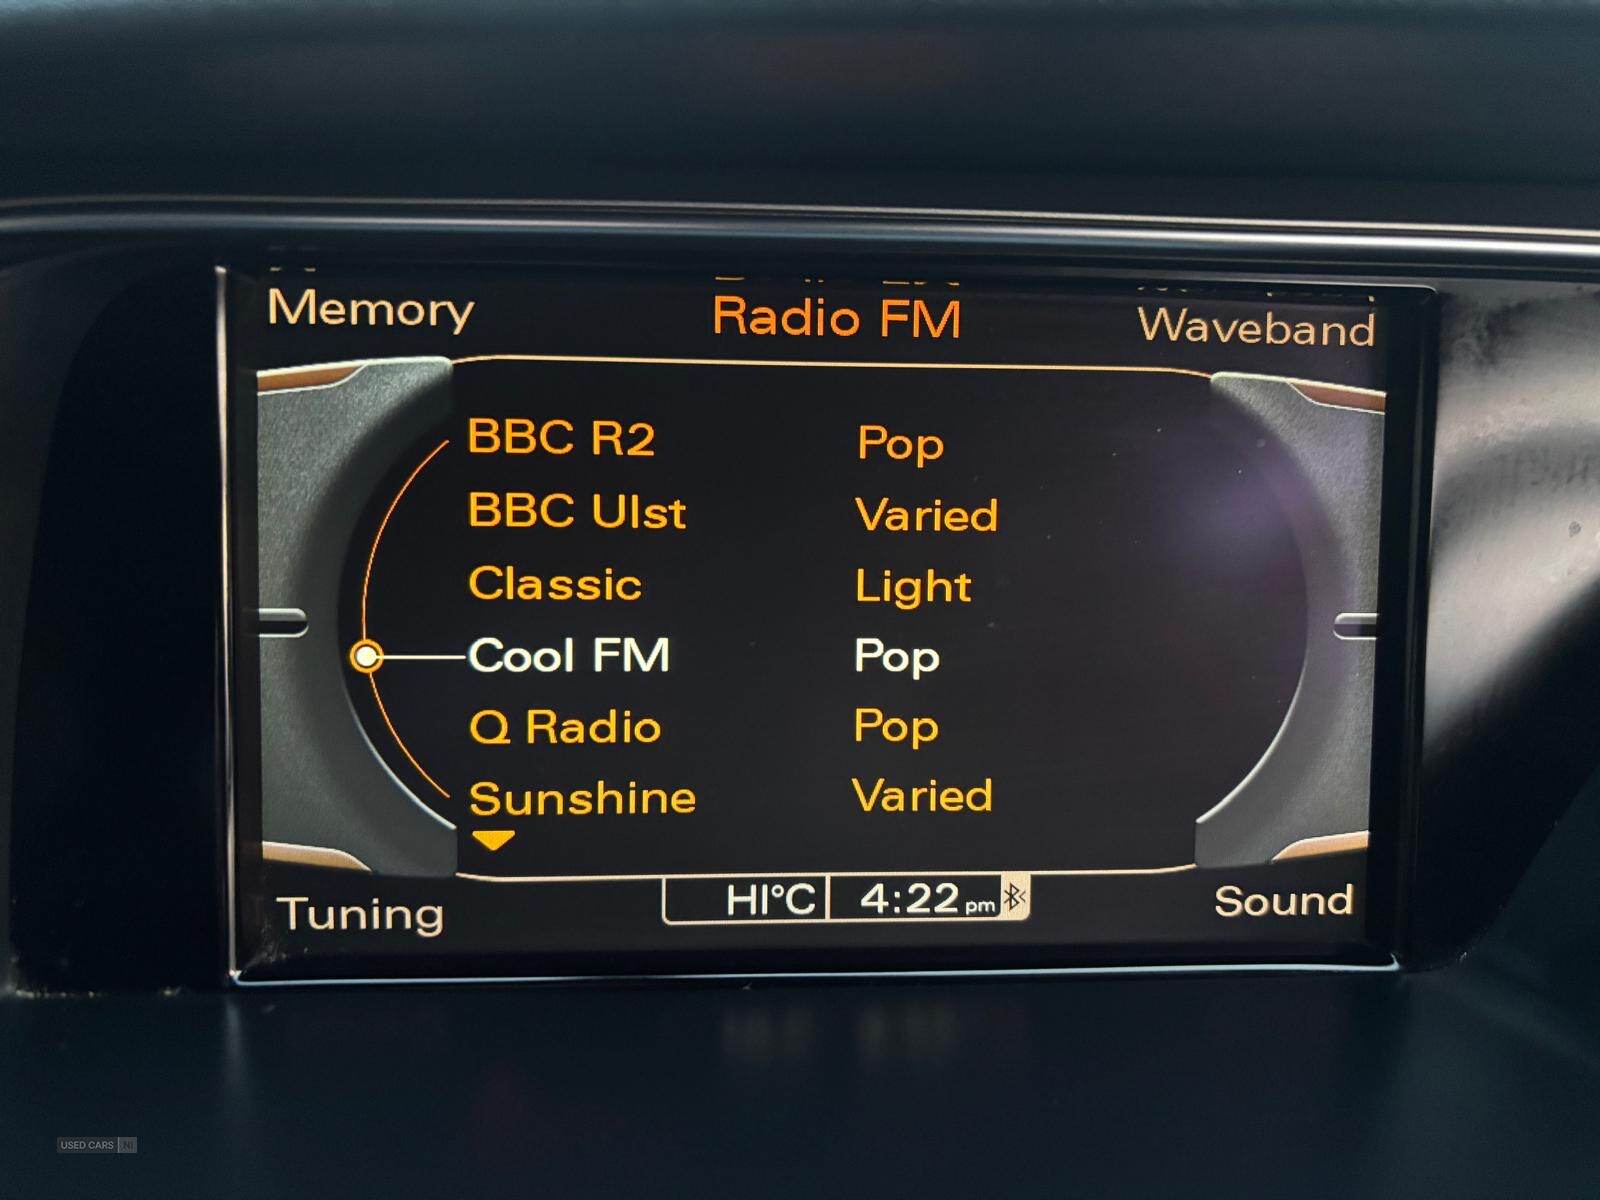 Memory
Radio FM
Waveband
BBC R2 Pop
BBC Ulst Varied
Classic Light
Cool FM Pop
Q Radio Pop
Sunshine Varied
Tuning
HI°C
4:22 pm
Sound
USED CARS NI